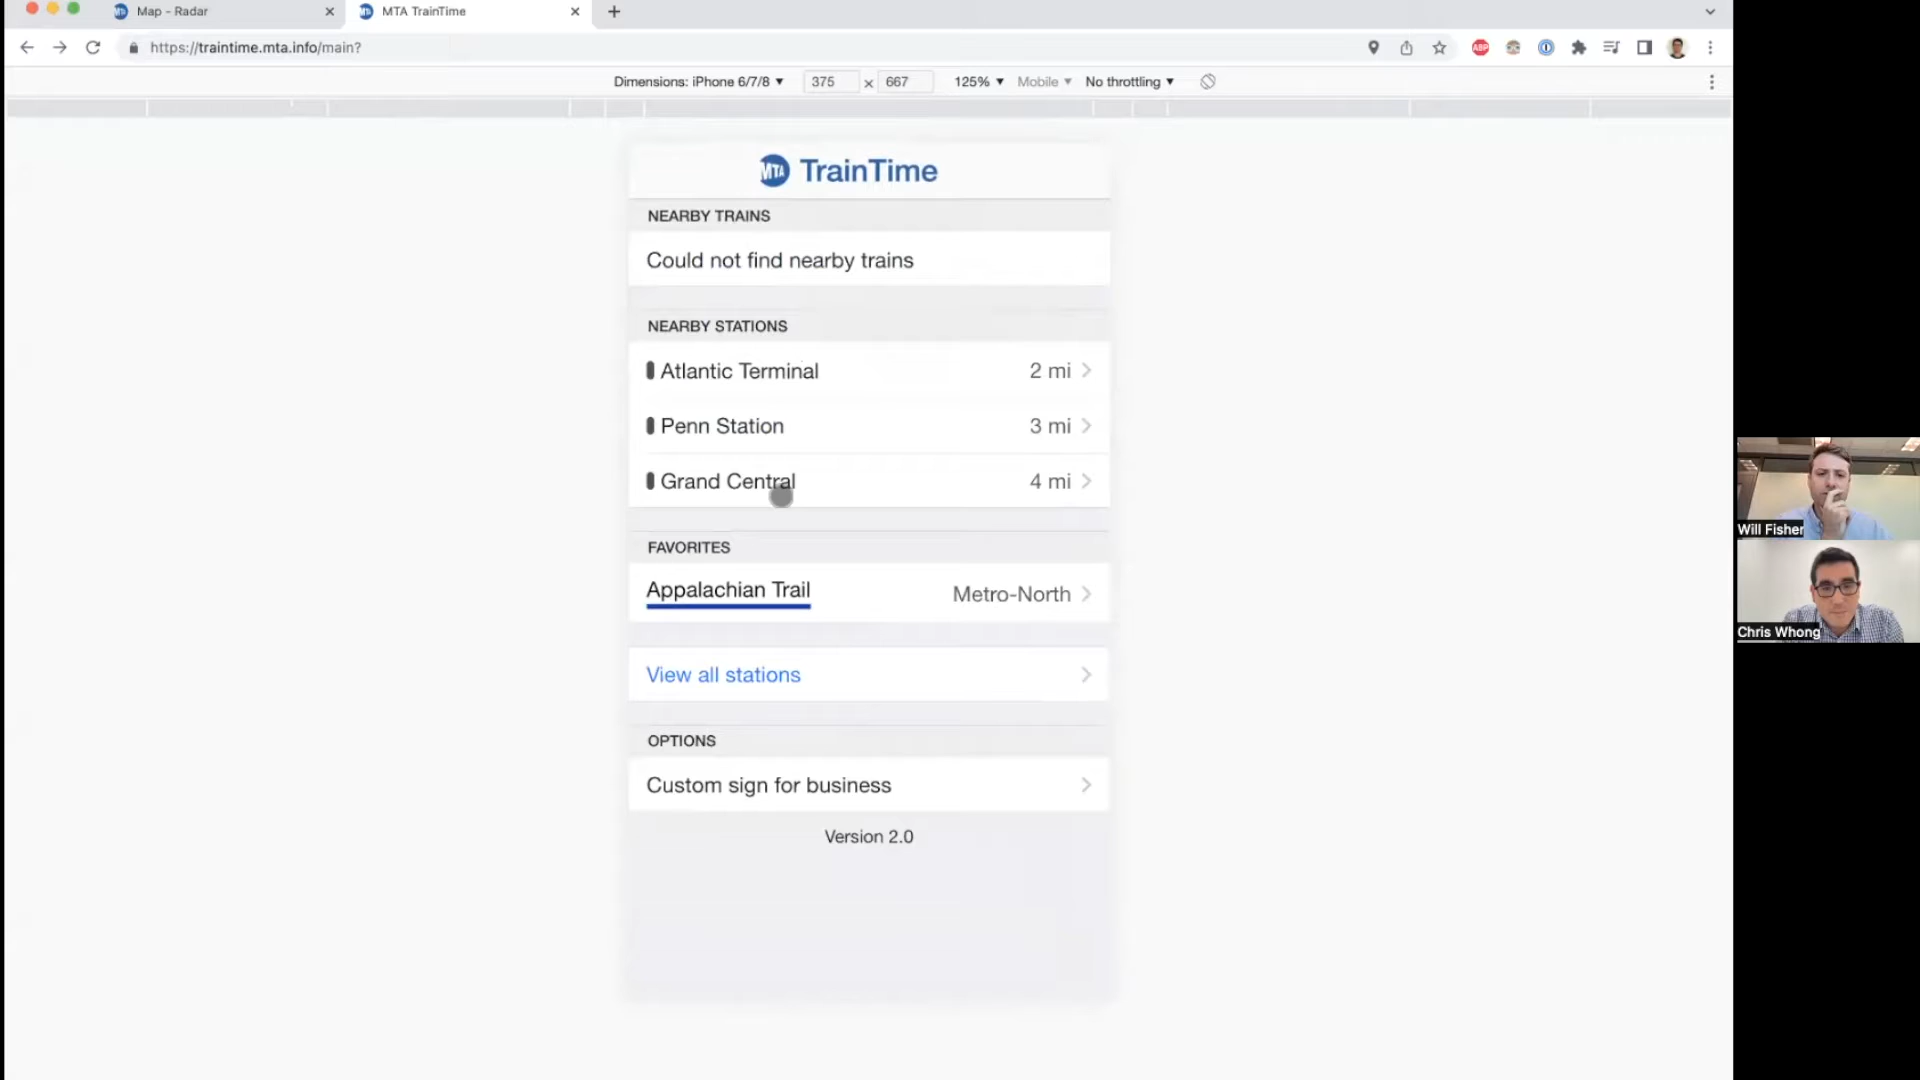 Map - Radar
MTA TrainTime
https://traintime.mta.info/main?
ABP
Dimensions: iPhone 6/7/8 375 × 667 125% Mobile No throttling
MTA TrainTime
NEARBY TRAINS
Could not find nearby trains
NEARBY STATIONS
Atlantic Terminal 2 mi
Penn Station 3 mi
Grand Central 4 mi
FAVORITES
Appalachian Trail Metro-North
View all stations
OPTIONS
Custom sign for business
Version 2.0
Will Fisher
Chris Whong